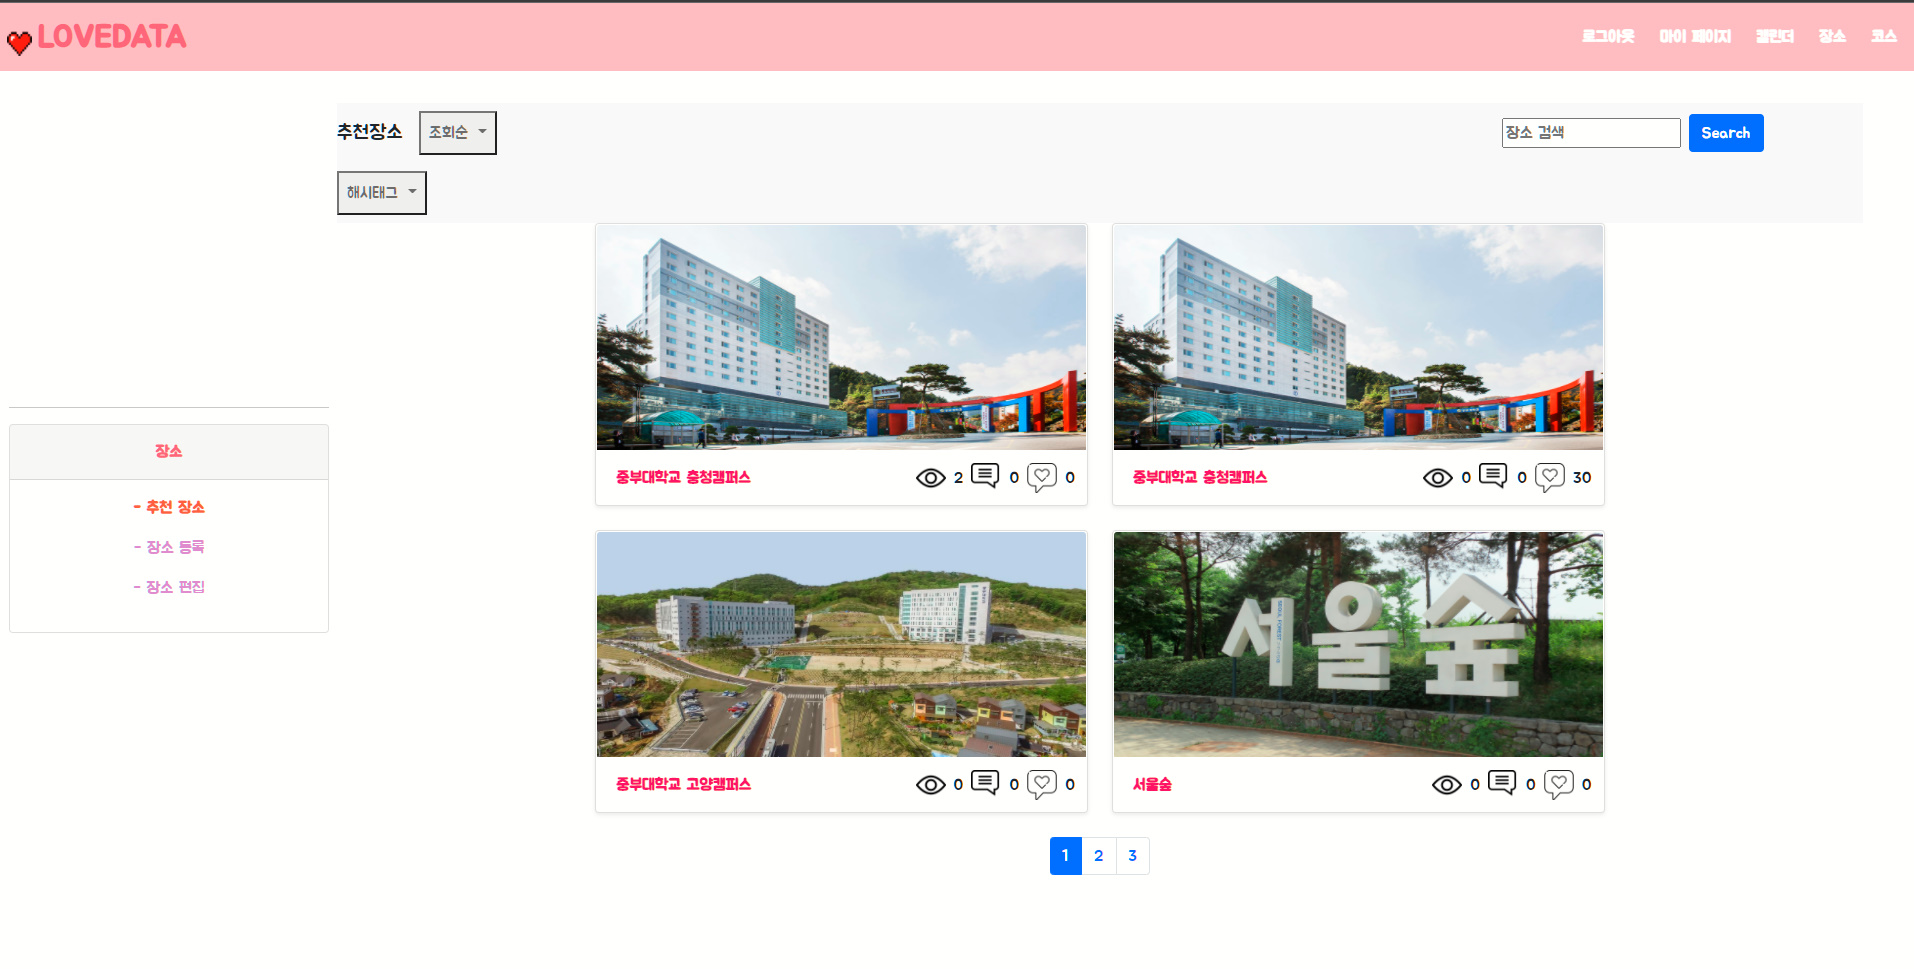 LOVEDATA
로그아웃 마이 페이지 캘린더 장소 코스
추천장소 조회순 장소 검색 Search
해시태그
장소
- 추천 장소
- 장소 등록
- 장소 편집
중부대학교 충청캠퍼스 2 0 0
중부대학교 충청캠퍼스 0 0 30
서울숲
SEOUL FOREST
중부대학교 고양캠퍼스 0 0 0
서울숲 0 0 0
1 2 3